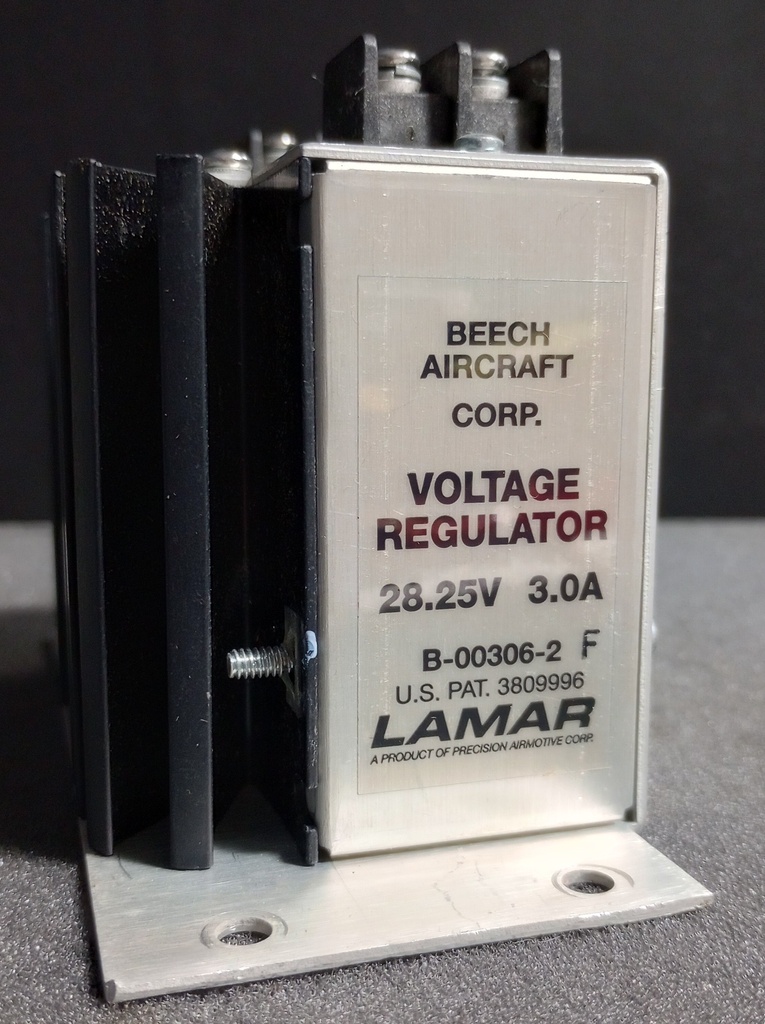 BEECH
AIRCRAFT
CORP.
VOLTAGE
REGULATOR
28.25V 3.0A
B-00306-2 F
U.S. PAT. 3809996
LAMAR
A PRODUCT OF PRECISION AIRMOTIVE CORP.